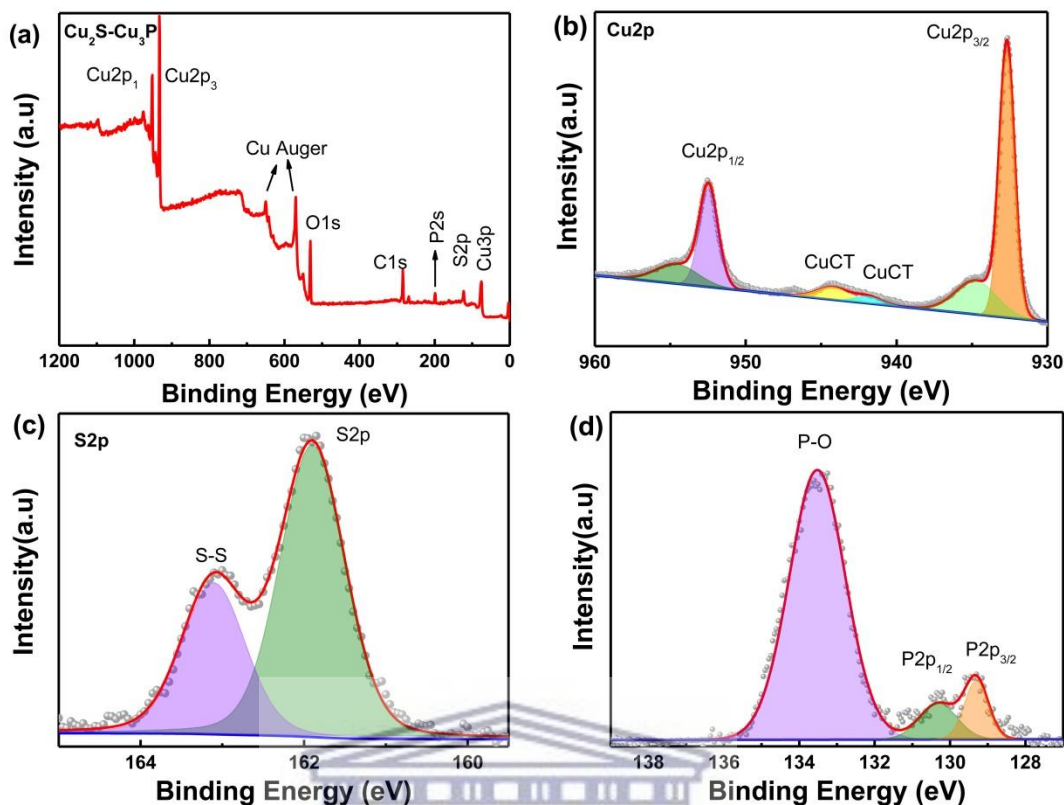 (a)
Cu2S-Cu3P
Cu2p1
Cu2p3
Cu Auger
O1s
C1s
P2s
S2p
Cu3p
Intensity (a.u)
1200 1000 800 600 400 200 0
Binding Energy (eV)
(b)
Cu2p
Cu2p3/2
Cu2p1/2
CuCT
CuCT
Intensity(a.u)
960 950 940 930
Binding Energy (eV)
(c)
S2p
S2p
S-S
Intensity(a.u)
164 162 160
Binding Energy (eV)
(d)
P-O
P2p1/2
P2p3/2
Intensity(a.u)
138 136 134 132 130 128
Binding Energy (eV)